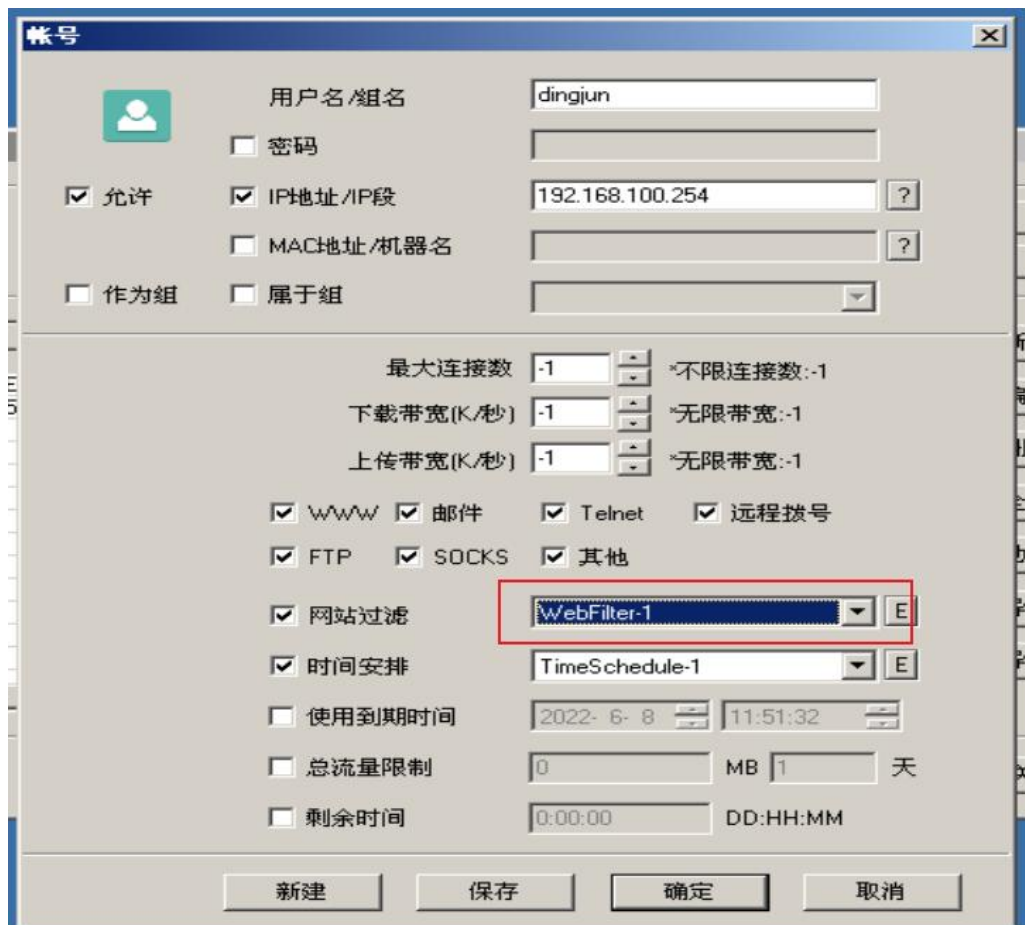 帐号
用户名/组名 dingjun
密码
允许 IP地址/IP段 192.168.100.254 ?
MAC地址/机器名 ?
作为组 属于组
最大连接数 -1 *不限连接数:-1
下载带宽(K/秒) -1 *无限带宽:-1
上传带宽(K/秒) -1 *无限带宽:-1
WWW 邮件 Telnet 远程拨号
FTP SOCKS 其他
网站过滤 WebFilter-1 E
时间安排 TimeSchedule-1 E
使用到期时间 2022- 6- 8 11:51:32
总流量限制 0 MB 1 天
剩余时间 0:00:00 DD:HH:MM
新建 保存 确定 取消